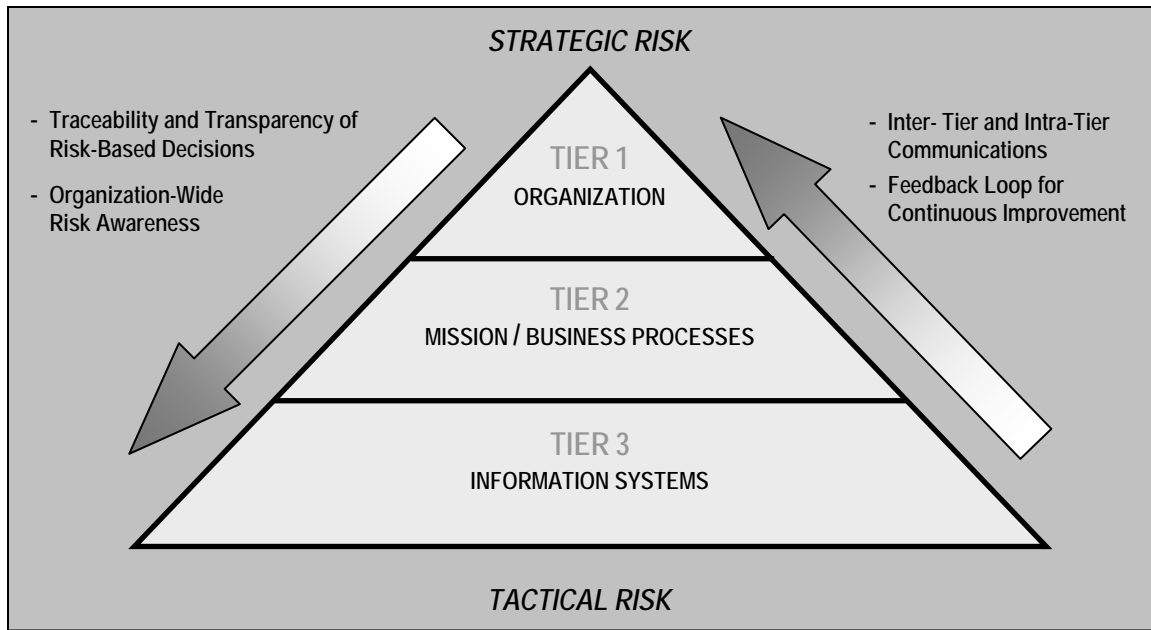 STRATEGIC RISK
- Traceability and Transparency of
Risk-Based Decisions
- Organization-Wide
Risk Awareness
- Inter- Tier and Intra-Tier
Communications
- Feedback Loop for
Continuous Improvement
TIER 1
ORGANIZATION
TIER 2
MISSION / BUSINESS PROCESSES
TIER 3
INFORMATION SYSTEMS
TACTICAL RISK